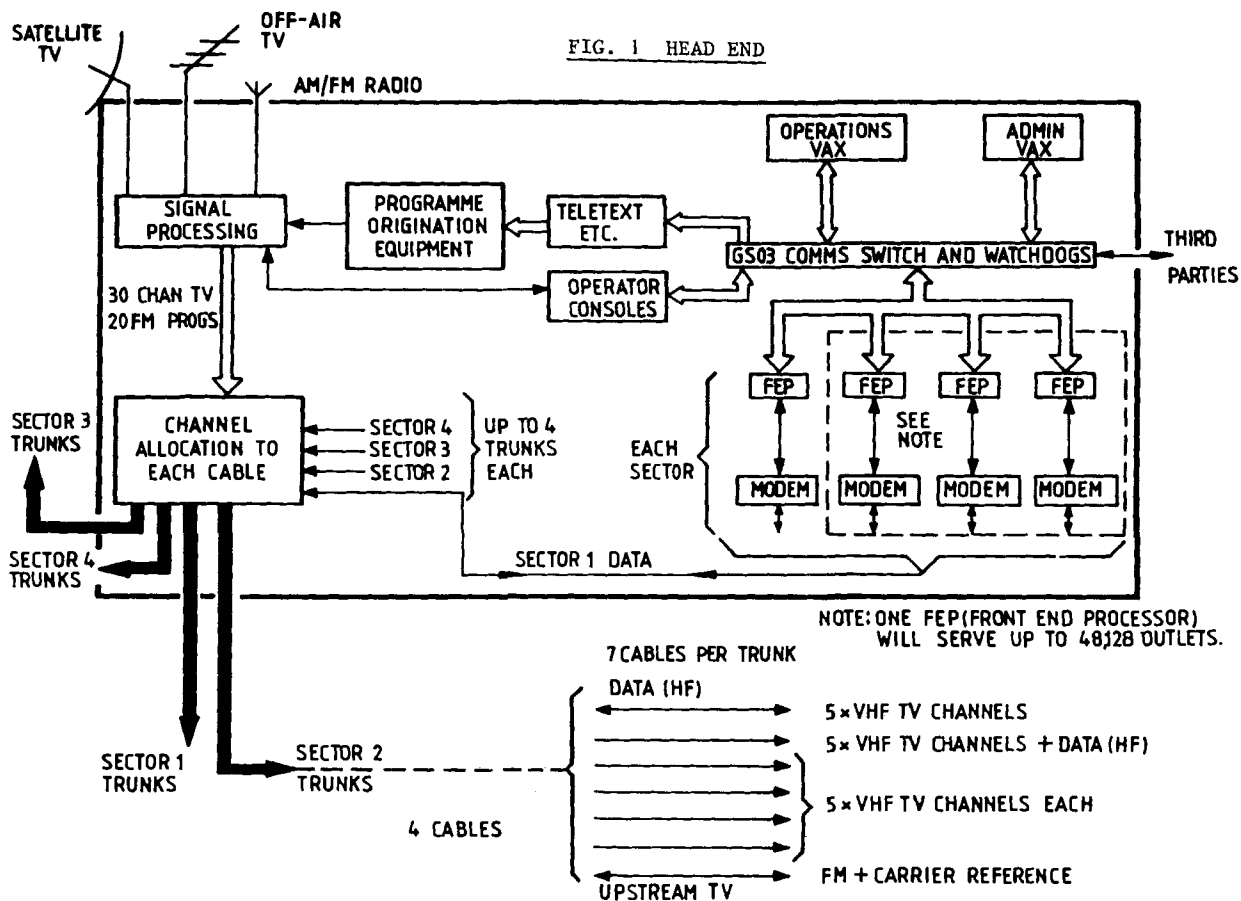 FIG. 1 HEAD END
SATELLITE
TV
OFF-AIR
TV
AM/FM RADIO
OPERATIONS
VAX
ADMIN
VAX
SIGNAL
PROCESSING
PROGRAMME
ORIGINATION
EQUIPMENT
TELETEXT
ETC.
GS03 COMMS SWITCH AND WATCHDOGS
THIRD
PARTIES
OPERATOR
CONSOLES
30 CHAN TV
20 FM PROG'S
FEP
FEP
FEP
FEP
SEE
NOTE
EACH
SECTOR
MODEM
MODEM
MODEM
MODEM
SECTOR 3
TRUNKS
CHANNEL
ALLOCATION TO
EACH CABLE
SECTOR 4
SECTOR 3
SECTOR 2
UP TO 4
TRUNKS
EACH
SECTOR 4
TRUNKS
SECTOR 1 DATA
NOTE: ONE FEP (FRONT END PROCESSOR)
WILL SERVE UP TO 48,128 OUTLETS.
SECTOR 1
TRUNKS
SECTOR 2
TRUNKS
7 CABLES PER TRUNK
DATA (HF)
5 × VHF TV CHANNELS
5 × VHF TV CHANNELS + DATA (HF)
5 × VHF TV CHANNELS EACH
4 CABLES
FM + CARRIER REFERENCE
UPSTREAM TV